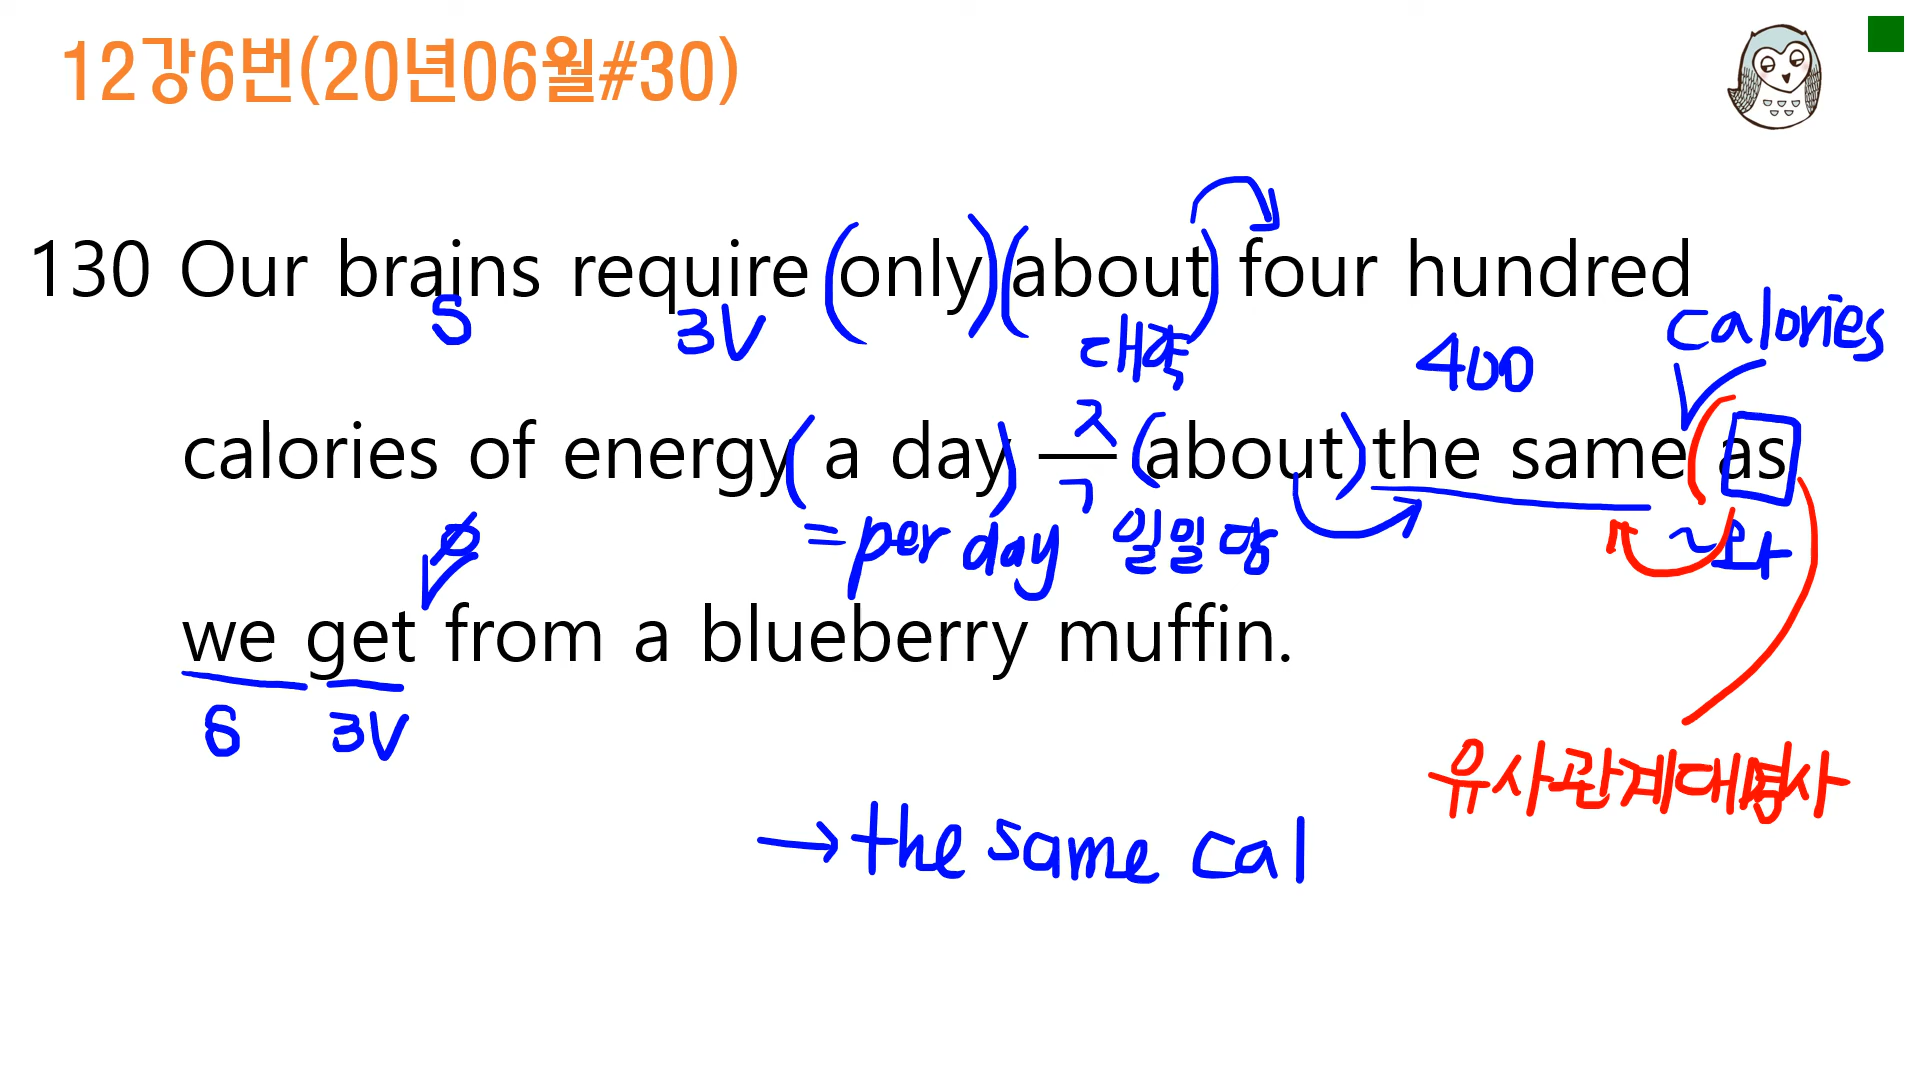 12강6번(20년06월#30)
130 Our brains require (only)(about) four hundred
S 3V 대략 400 calories
calories of energy (a day) — (about) the same (as
즉
= per day 일일당 ~와
we get from a blueberry muffin.
S 3V
유사관계대명사
→ the same cal